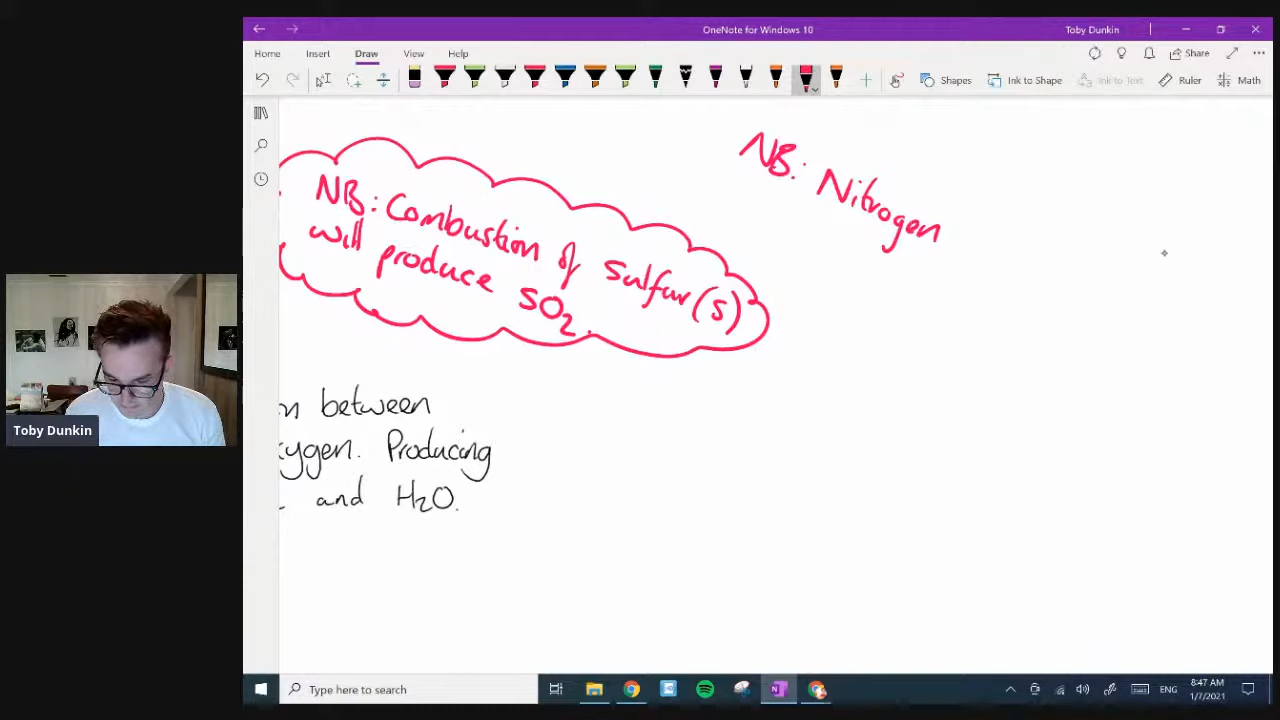 OneNote for Windows 10
Toby Dunkin
Home Insert Draw View Help
Share
Shapes Ink to Shape Ink to Text Ruler Math
NB: Combustion of sulfur (s)
will produce SO2.
NB: Nitrogen
between
Producing
and H2O.
Toby Dunkin
Type here to search
ENG
8:47 AM
1/7/2021